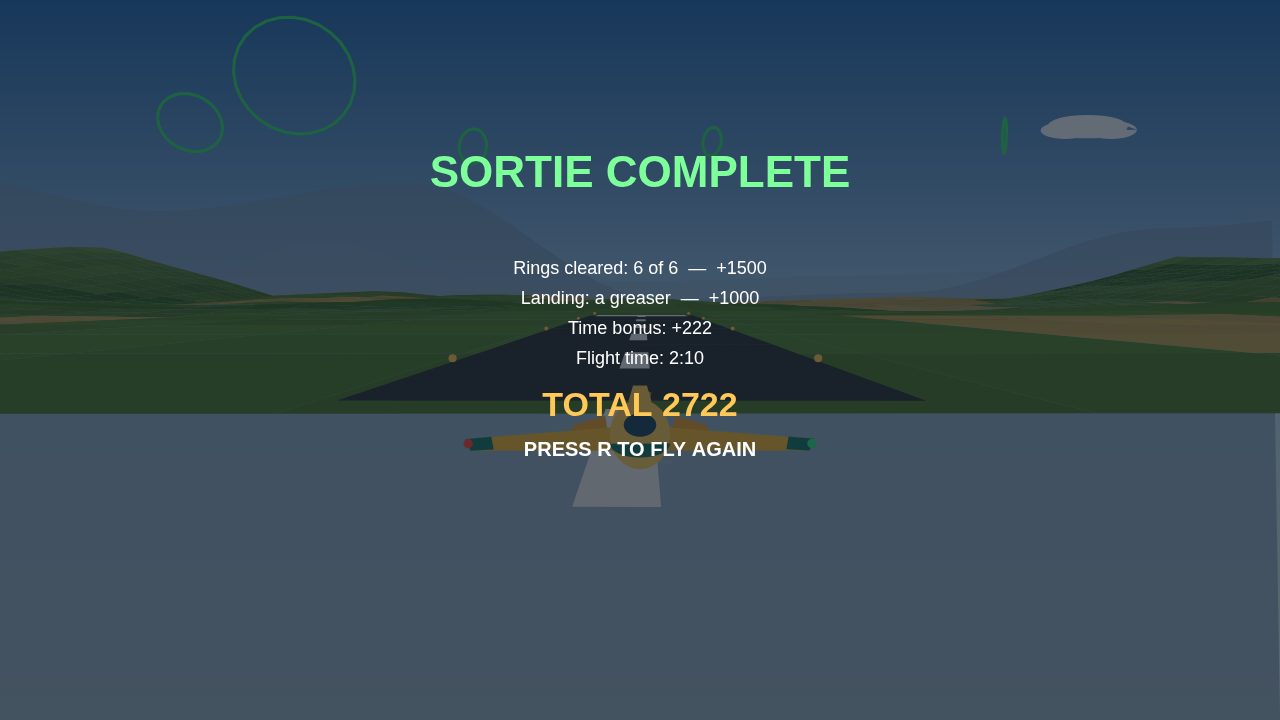 SORTIE COMPLETE
Rings cleared: 6 of 6 — +1500
Landing: a greaser — +1000
Time bonus: +222
Flight time: 2:10
TOTAL 2722
PRESS R TO FLY AGAIN